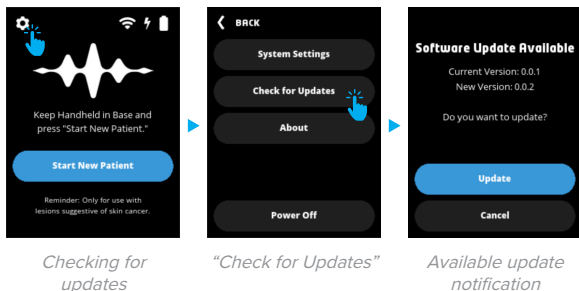 Keep Handheld in Base and
press "Start New Patient."
Start New Patient
Reminder: Only for use with
lesions suggestive of skin cancer.
BACK
System Settings
Check for Updates
About
Power Off
Software Update Available
Current Version: 0.0.1
New Version: 0.0.2
Do you want to update?
Update
Cancel
Checking for
updates
“Check for Updates”
Available update
notification